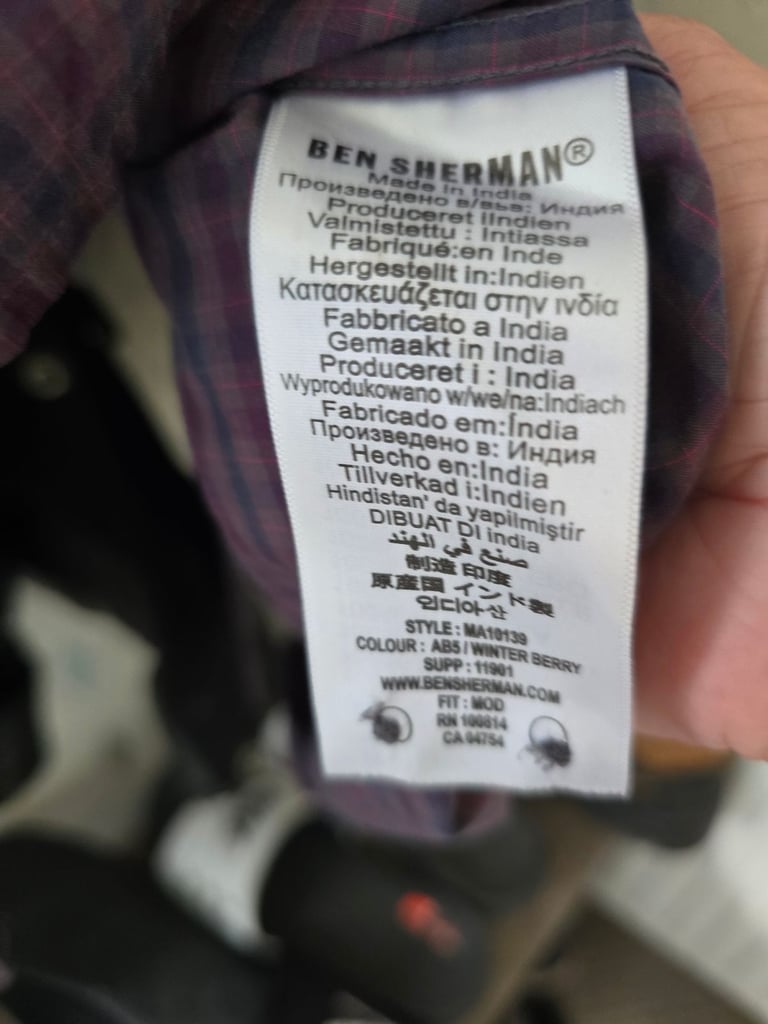 BEN SHERMAN®
Made in India
Произведено в/във: Индия
Produceret iIndien
Valmistettu : Intiassa
Fabriqué:en Inde
Hergestellt in:Indien
Κατασκευάζεται στην ινδία
Fabbricato a India
Gemaakt in India
Produceret i : India
Wyprodukowano w/we/na:Indiach
Fabricado em:Índia
Произведено в: Индия
Hecho en:India
Tillverkad i:Indien
Hindistan' da yapilmiştir
DIBUAT DI india
صنع في الهند
制造 印度
原産国 インド製
인디아산
STYLE : MA10139
COLOUR : AB5 / WINTER BERRY
SUPP : 11901
WWW.BENSHERMAN.COM
FIT : MOD
RN 100814
CA 04754